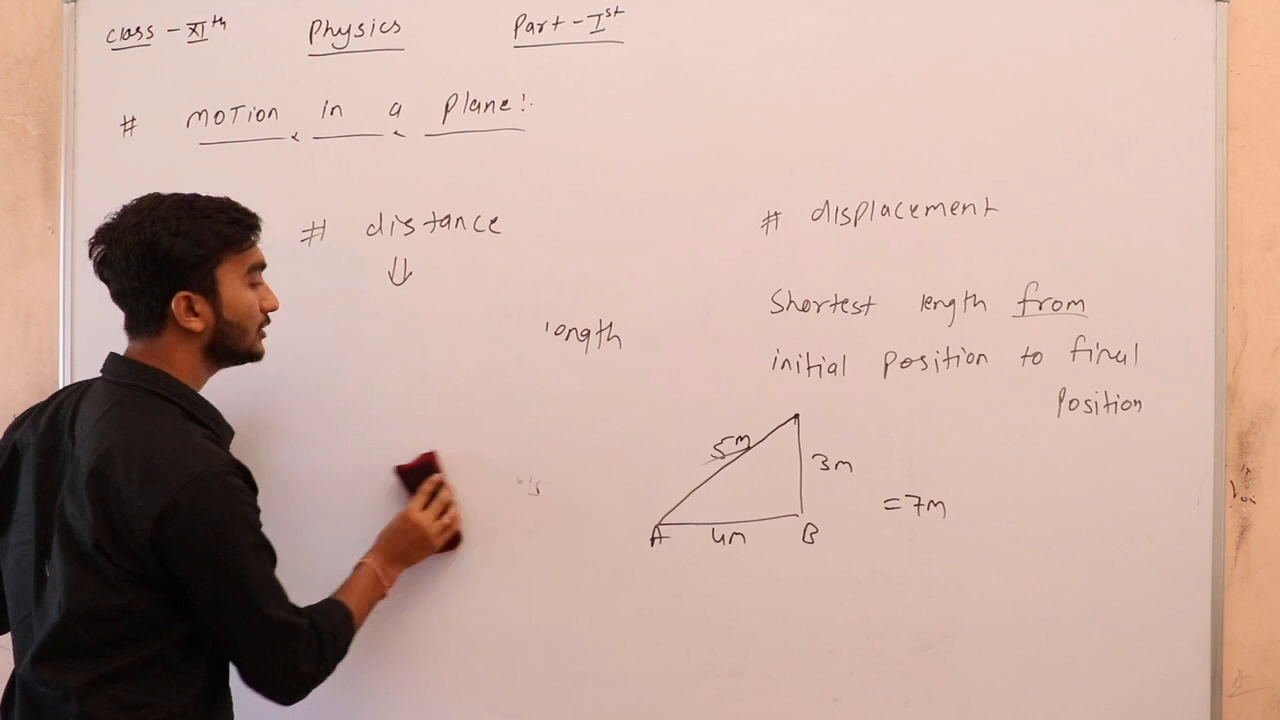 class - XIth Physics Part - Ist
# MOTION in a Plane:
# distance
⇓
length
# displacement
Shortest length from
initial position to final
Position
5m
3m
= 7m
A 4m B